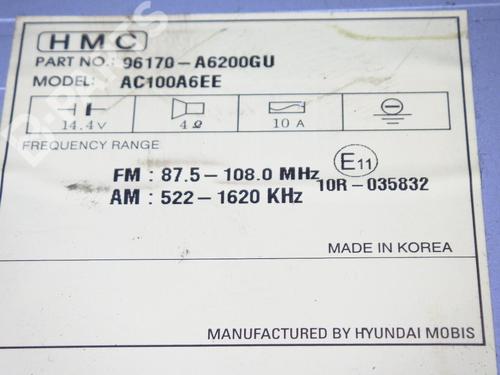 HMC
PART NO.: 96170-A6200GU
MODEL: AC100A6EE
14.4V 4Ω 10 A
FREQUENCY RANGE
FM : 87.5-108.0 MHz
AM : 522-1620 KHz
E11
10R-035832
MADE IN KOREA
MANUFACTURED BY HYUNDAI MOBIS
B-PARTS